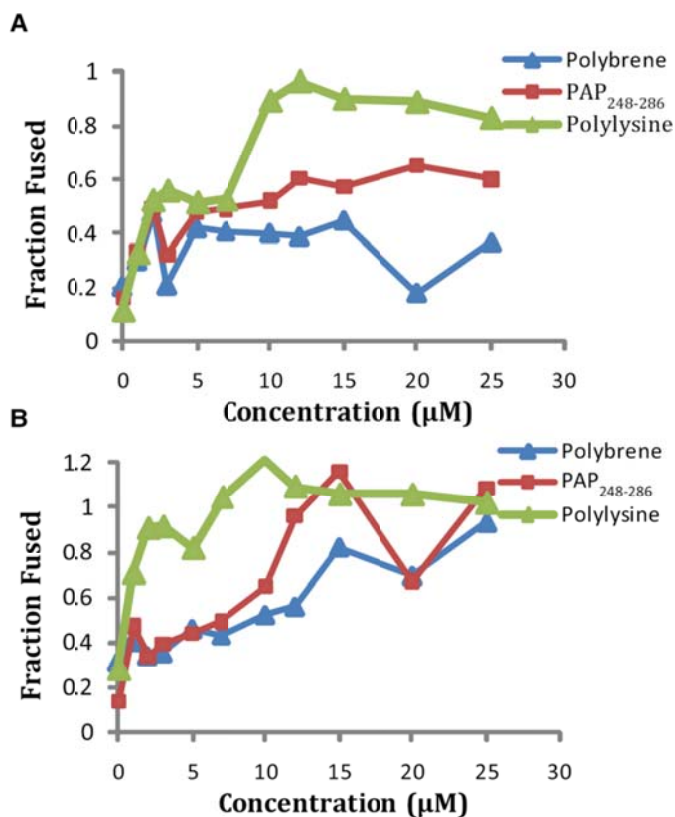 A
Polybrene
PAP248-286
Polylysine
Fraction Fused
1
0.8
0.6
0.4
0.2
0
0 5 10 15 20 25 30
Concentration (μM)
B
Polybrene
PAP248-286
Polylysine
Fraction Fused
1.2
1
0.8
0.6
0.4
0.2
0
0 5 10 15 20 25 30
Concentration (μM)